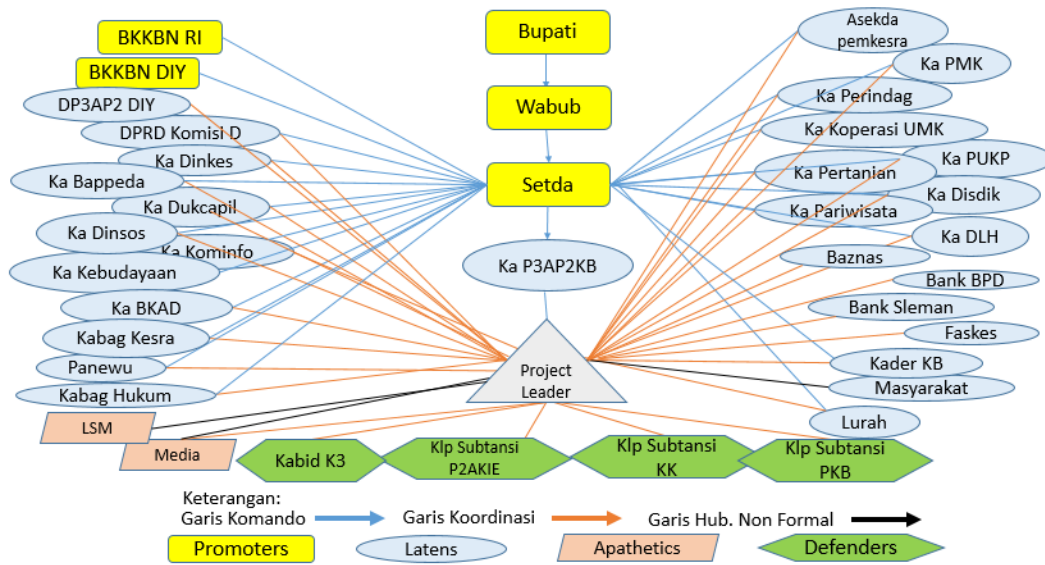 BKKBN RI
BKKBN DIY
DP3AP2 DIY
DPRD Komisi D
Ka Dinkes
Ka Bappeda
Ka Dukcapil
Ka Dinsos
Ka Kominfo
Ka Kebudayaan
Ka BKAD
Kabag Kesra
Panewu
Kabag Hukum
LSM
Media
Bupati
Wabub
Setda
Ka P3AP2KB
Project
Leader
Asekda
pemkesra
Ka PMK
Ka Perindag
Ka Koperasi UMK
Ka PUKP
Ka Pertanian
Ka Disdik
Ka Pariwisata
Ka DLH
Baznas
Bank BPD
Bank Sleman
Faskes
Kader KB
Masyarakat
Lurah
Kabid K3
Klp Subtansi
P2AKIE
Klp Subtansi
KK
Klp Subtansi
PKB
Keterangan:
Garis Komando
Garis Koordinasi
Garis Hub. Non Formal
Promoters
Latens
Apathetics
Defenders